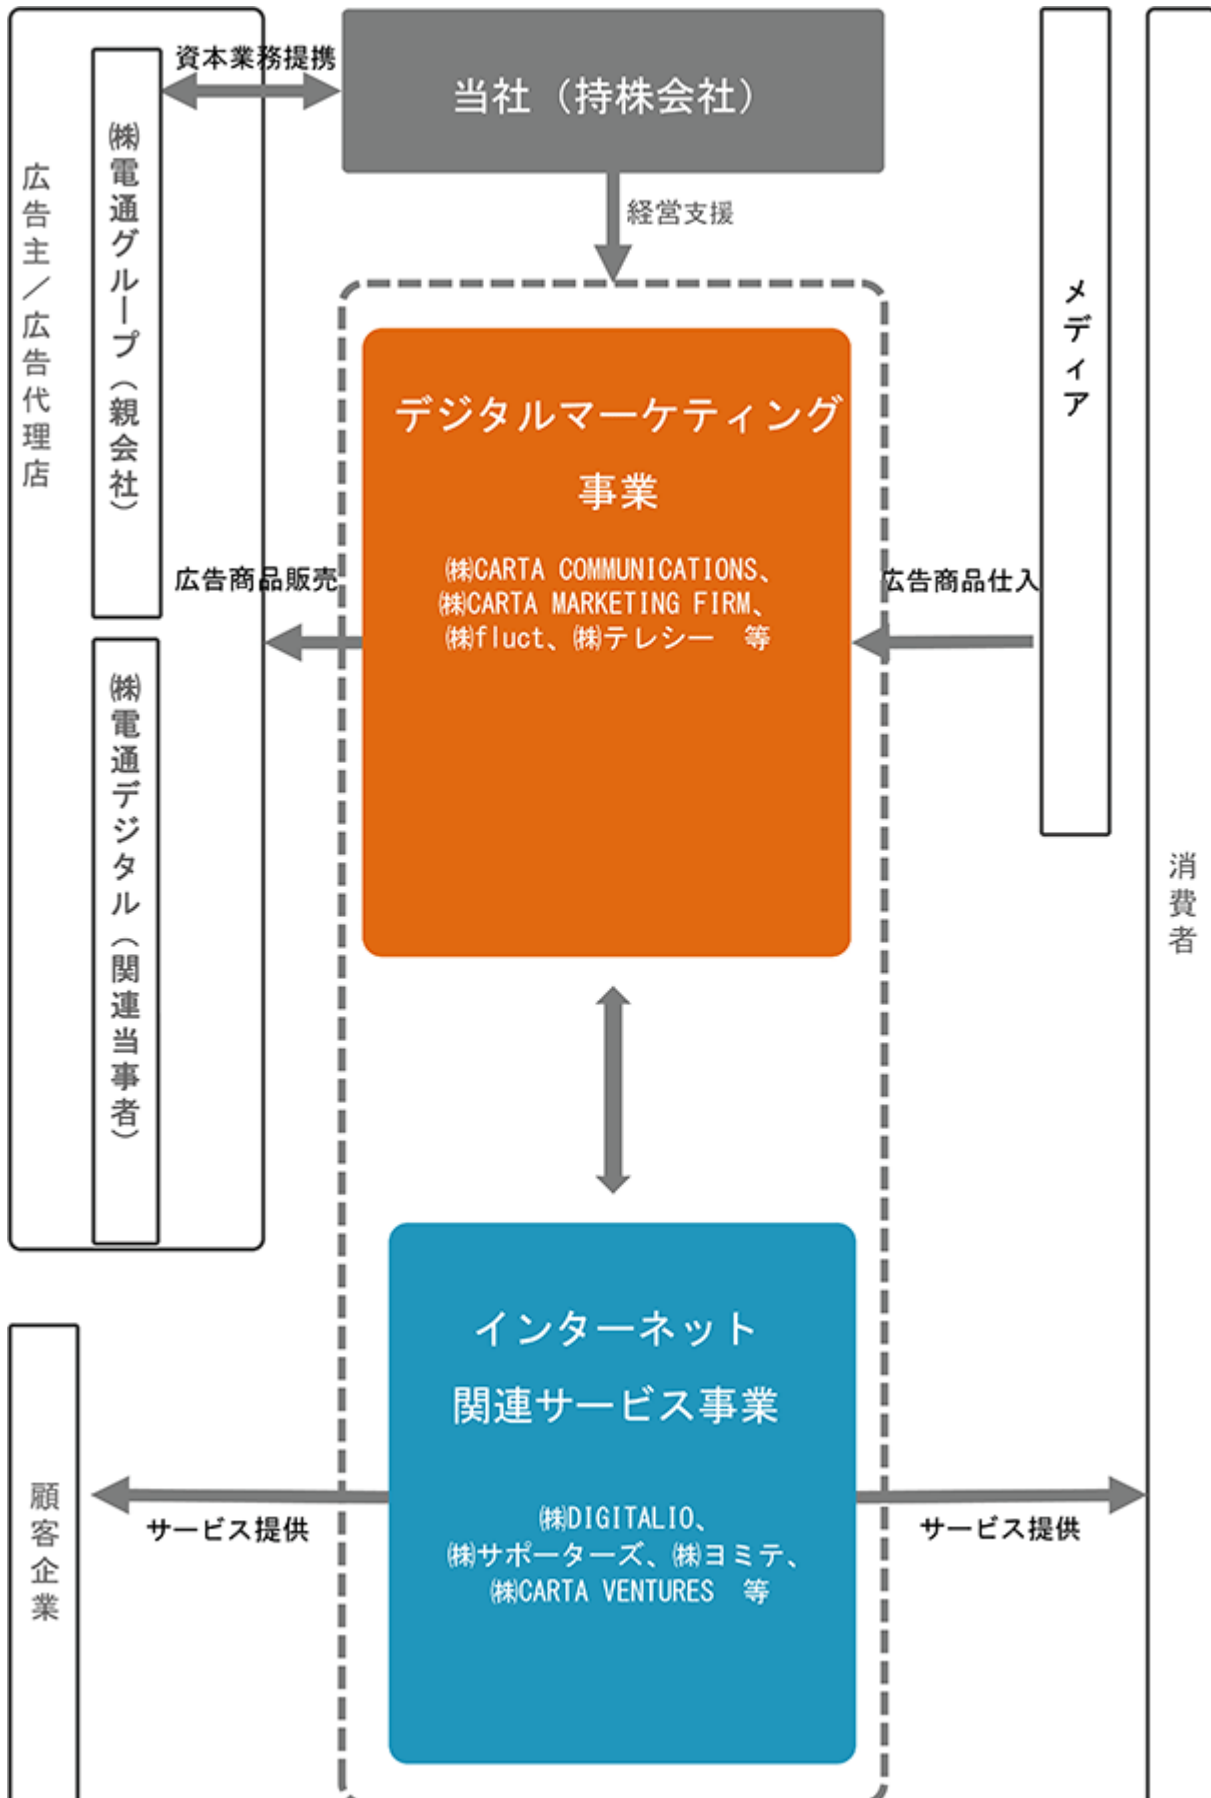 資本業務提携
当社（持株会社）
経営支援
広告主／広告代理店
㈱電通グループ（親会社）
㈱電通デジタル（関連当事者）
メディア
消費者
デジタルマーケティング
事業
㈱CARTA COMMUNICATIONS、
㈱CARTA MARKETING FIRM、
㈱fluct、㈱テレシー　等
広告商品販売
広告商品仕入
インターネット
関連サービス事業
㈱DIGITALIO、
㈱サポーターズ、㈱ヨミテ、
㈱CARTA VENTURES　等
顧客企業
サービス提供
サービス提供